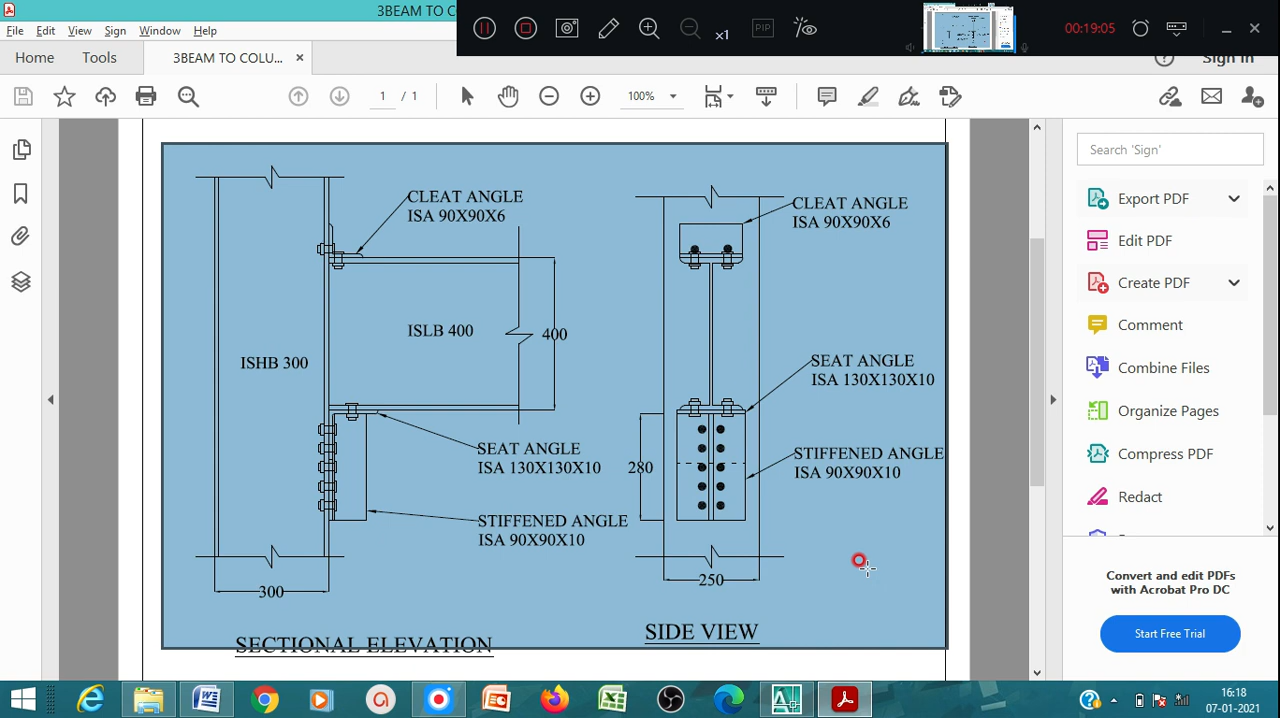 3BEAM TO C
File Edit View Sign Window Help
x1
PIP
00:19:05
Home Tools 3BEAM TO COLU... ×
Sign In
1 / 1
100%
CLEAT ANGLE
ISA 90X90X6
ISLB 400
400
ISHB 300
SEAT ANGLE
ISA 130X130X10
STIFFENED ANGLE
ISA 90X90X10
300
SECTIONAL ELEVATION
CLEAT ANGLE
ISA 90X90X6
SEAT ANGLE
ISA 130X130X10
280
STIFFENED ANGLE
ISA 90X90X10
250
SIDE VIEW
Search 'Sign'
Export PDF
Edit PDF
Create PDF
Comment
Combine Files
Organize Pages
Compress PDF
Redact
Convert and edit PDFs
with Acrobat Pro DC
Start Free Trial
16:18
07-01-2021